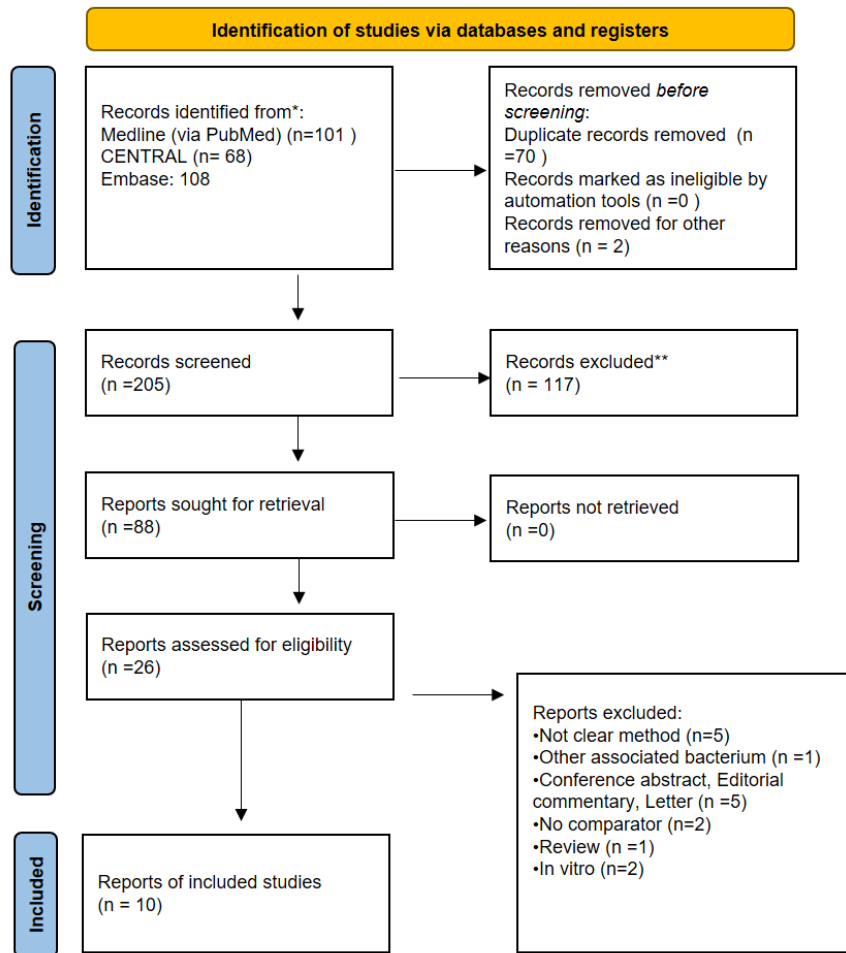 Identification of studies via databases and registers
Identification
Records identified from*:
Medline (via PubMed) (n=101 )
CENTRAL (n= 68)
Embase: 108
Records removed before
screening:
Duplicate records removed (n
=70 )
Records marked as ineligible by
automation tools (n =0 )
Records removed for other
reasons (n = 2)
Screening
Records screened
(n =205)
Records excluded**
(n = 117)
Reports sought for retrieval
(n =88)
Reports not retrieved
(n =0)
Reports assessed for eligibility
(n =26)
Reports excluded:
•Not clear method (n=5)
•Other associated bacterium (n =1)
•Conference abstract, Editorial
commentary, Letter (n =5)
•No comparator (n=2)
•Review (n =1)
•In vitro (n=2)
Included
Reports of included studies
(n = 10)